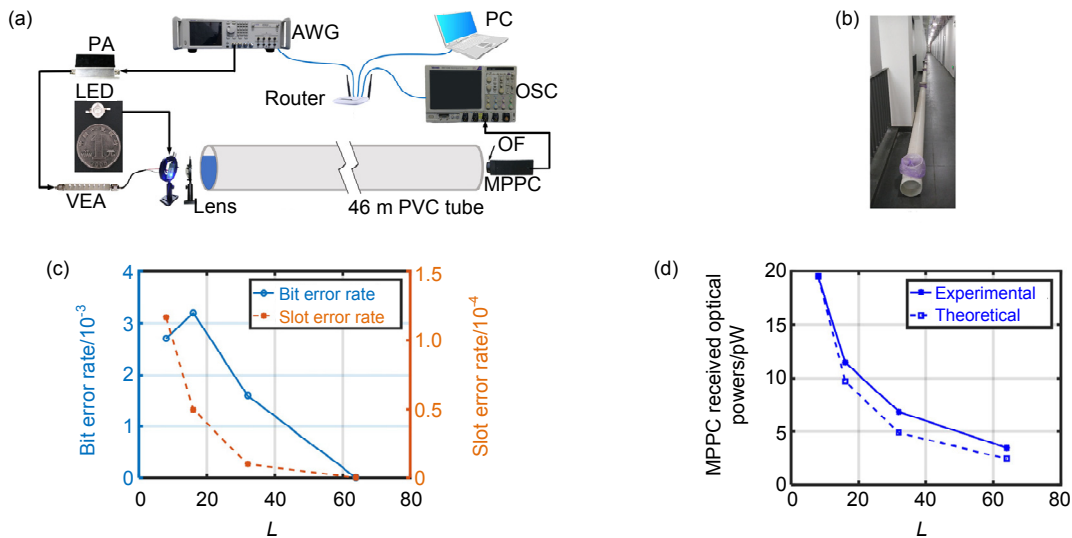 (a)
PA
AWG
PC
LED
Router
OSC
OF
MPPC
VEA
Lens
46 m PVC tube
(b)
(c)
Bit error rate/10⁻³
4
3
2
1
0
Bit error rate
Slot error rate
1.5
1.0
0.5
0
Slot error rate/10⁻⁴
0 20 40 60 80
L
(d)
MPPC received optical
powers/pW
20
15
10
5
0
Experimental
Theoretical
0 20 40 60 80
L